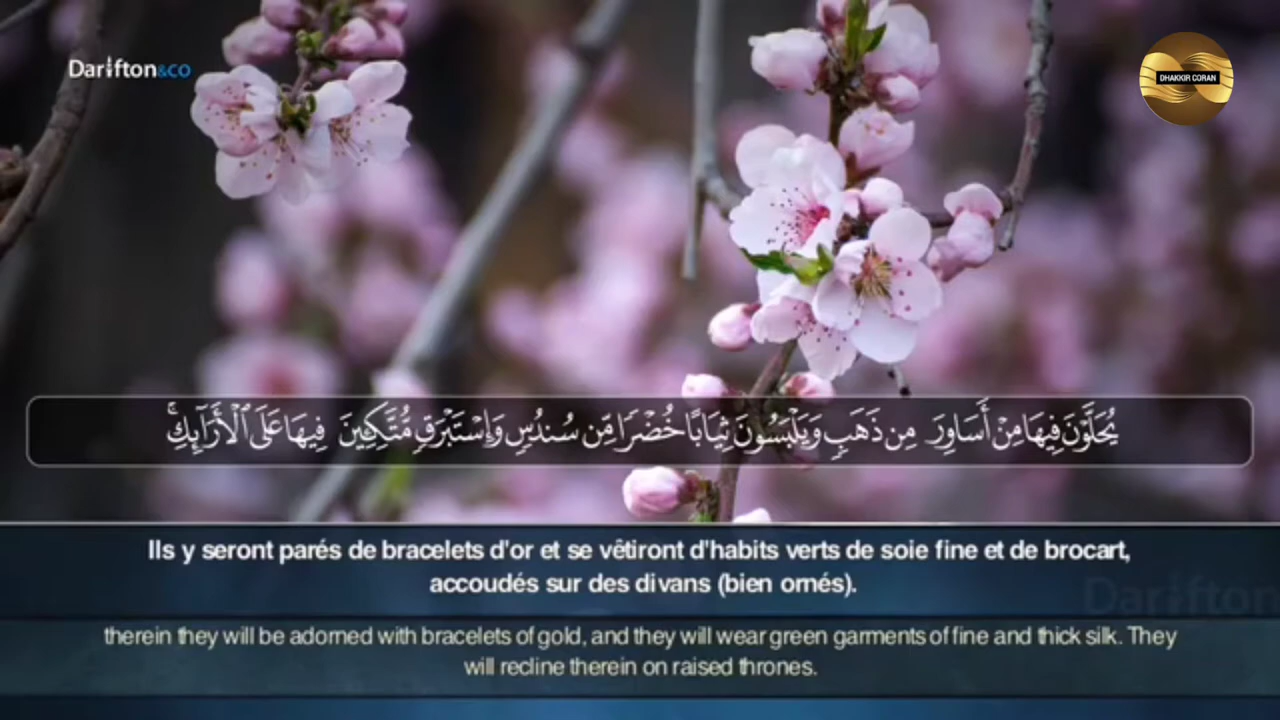 Darifton&co
DHAKKIR CORAN
يُحَلَّوْنَ فِيهَا مِنْ أَسَاوِرَ مِن ذَهَبٍ وَيَلْبَسُونَ ثِيَابًا خُضْرًا مِّن سُندُسٍ وَإِسْتَبْرَقٍ مُّتَّكِـِٔينَ فِيهَا عَلَى ٱلْأَرَآئِكِۚ
Ils y seront parés de bracelets d'or et se vêtiront d'habits verts de soie fine et de brocart,
accoudés sur des divans (bien ornés).
Darifton
therein they will be adorned with bracelets of gold, and they will wear green garments of fine and thick silk. They
will recline therein on raised thrones.